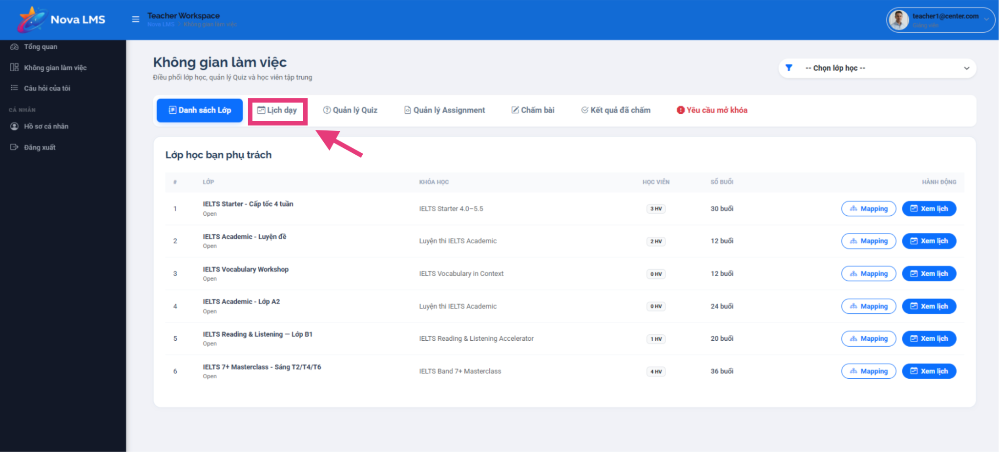 Nova LMS
Teacher Workspace
Nova LMS > Không gian làm việc
teacher1@center.com
Giảng viên
Tổng quan
Không gian làm việc
Câu hỏi của tôi
CÁ NHÂN
Hồ sơ cá nhân
Đăng xuất
Không gian làm việc
Điều phối lớp học, quản lý Quiz và học viên tập trung
-- Chọn lớp học --
Danh sách Lớp
Lịch dạy
Quản lý Quiz
Quản lý Assignment
Chấm bài
Kết quả đã chấm
Yêu cầu mở khóa
Lớp học bạn phụ trách
# LỚP KHÓA HỌC HỌC VIÊN SỐ BUỔI HÀNH ĐỘNG
1 IELTS Starter - Cấp tốc 4 tuần IELTS Starter 4.0–5.5 3 HV 30 buổi Mapping Xem lịch
Open
2 IELTS Academic - Luyện đề Luyện thi IELTS Academic 2 HV 12 buổi Mapping Xem lịch
Open
3 IELTS Vocabulary Workshop IELTS Vocabulary in Context 0 HV 12 buổi Mapping Xem lịch
Open
4 IELTS Academic - Lớp A2 Luyện thi IELTS Academic 0 HV 24 buổi Mapping Xem lịch
Open
5 IELTS Reading & Listening — Lớp B1 IELTS Reading & Listening Accelerator 1 HV 20 buổi Mapping Xem lịch
Open
6 IELTS 7+ Masterclass - Sáng T2/T4/T6 IELTS Band 7+ Masterclass 4 HV 36 buổi Mapping Xem lịch
Open